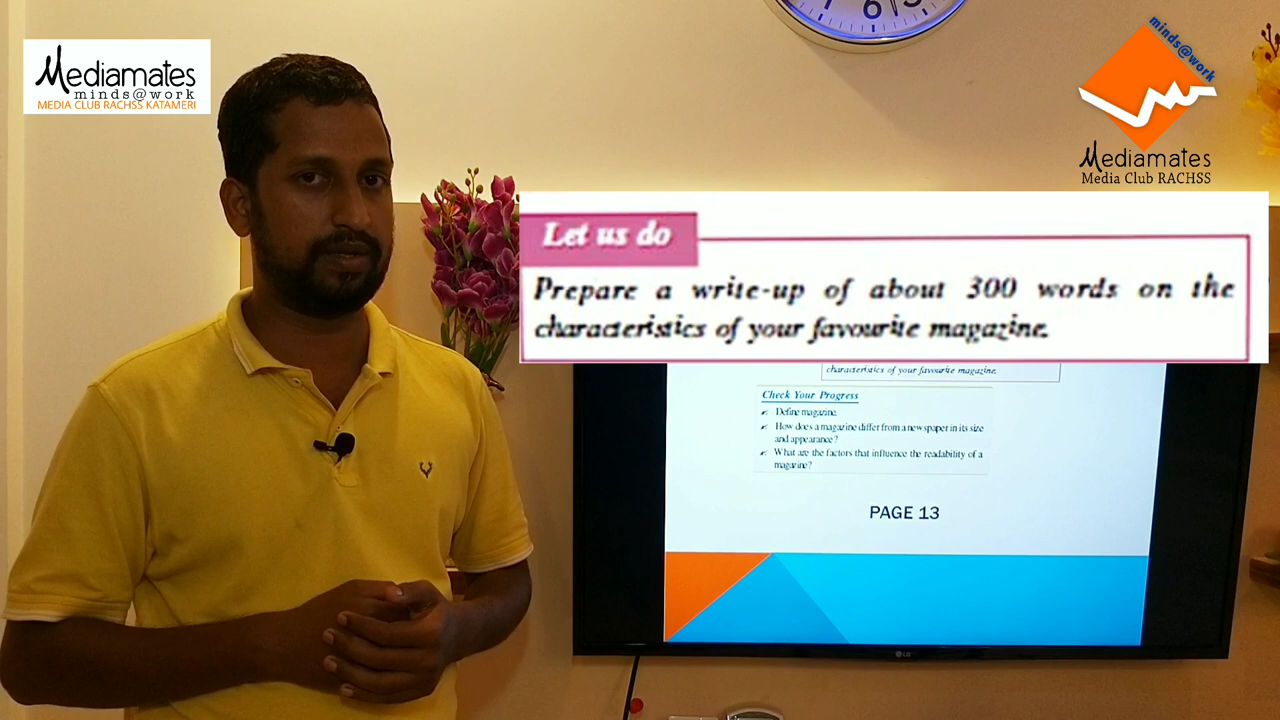 Mediamates
minds@work
MEDIA CLUB RACHSS KATAMERI
6
minds@work
Mediamates
Media Club RACHSS
Let us do
Prepare a write-up of about 300 words on the
characteristics of your favourite magazine.
characteristics of your favourite magazine.
Check Your Progress
Define magazine.
How does a magazine differ from a newspaper in its size
and appearance?
What are the factors that influence the readability of a
magazine?
PAGE 13
LG